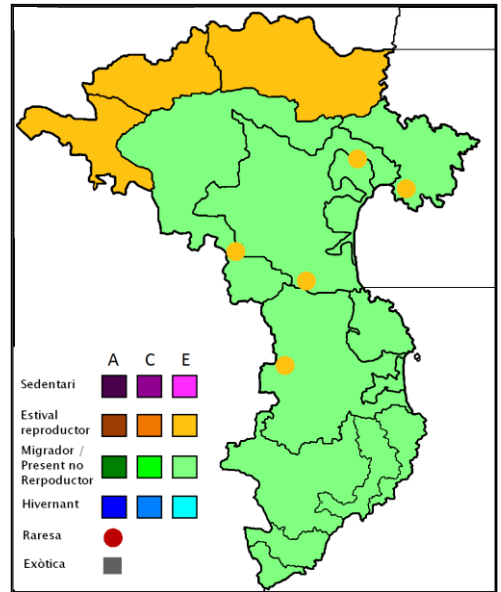 A C E
Sedentari
Estival
reproductor
Migrador /
Present no
Rerpoductor
Hivernant
Raresa
Exòtica